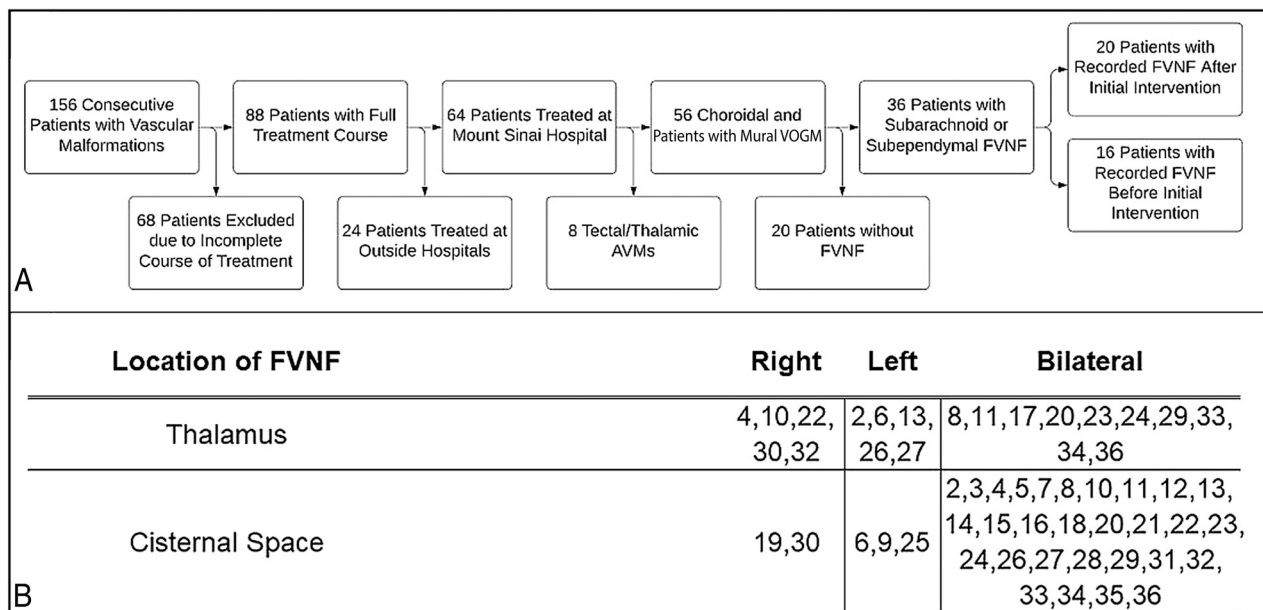 156 Consecutive
Patients with Vascular
Malformations
88 Patients with Full
Treatment Course
64 Patients Treated at
Mount Sinai Hospital
56 Choroidal and
Patients with Mural VOGM
36 Patients with
Subarachnoid or
Subependymal FVNF
20 Patients with
Recorded FVNF After
Initial Intervention
16 Patients with
Recorded FVNF
Before Initial
Intervention
68 Patients Excluded
due to Incomplete
Course of Treatment
24 Patients Treated at
Outside Hospitals
8 Tectal/Thalamic
AVMs
20 Patients without
FVNF
A
Location of FVNF Right Left Bilateral
Thalamus
4,10,22,
30,32
2,6,13,
26,27
8,11,17,20,23,24,29,33,
34,36
Cisternal Space
19,30
6,9,25
2,3,4,5,7,8,10,11,12,13,
14,15,16,18,20,21,22,23,
24,26,27,28,29,31,32,
33,34,35,36
B